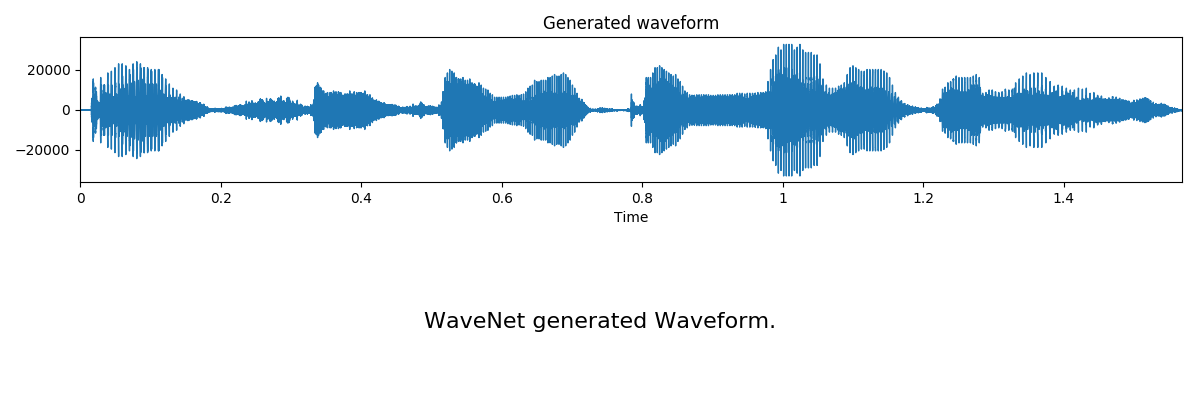 Generated waveform
20000
0
−20000
0 0.2 0.4 0.6 0.8 1 1.2 1.4
Time
WaveNet generated Waveform.